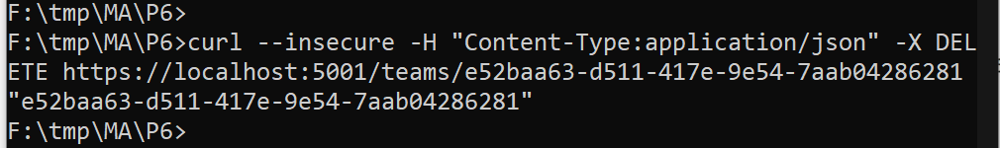 F:\tmp\MA\P6>
F:\tmp\MA\P6>curl --insecure -H "Content-Type:application/json" -X DEL
ETE https://localhost:5001/teams/e52baa63-d511-417e-9e54-7aab04286281
"e52baa63-d511-417e-9e54-7aab04286281"
F:\tmp\MA\P6>